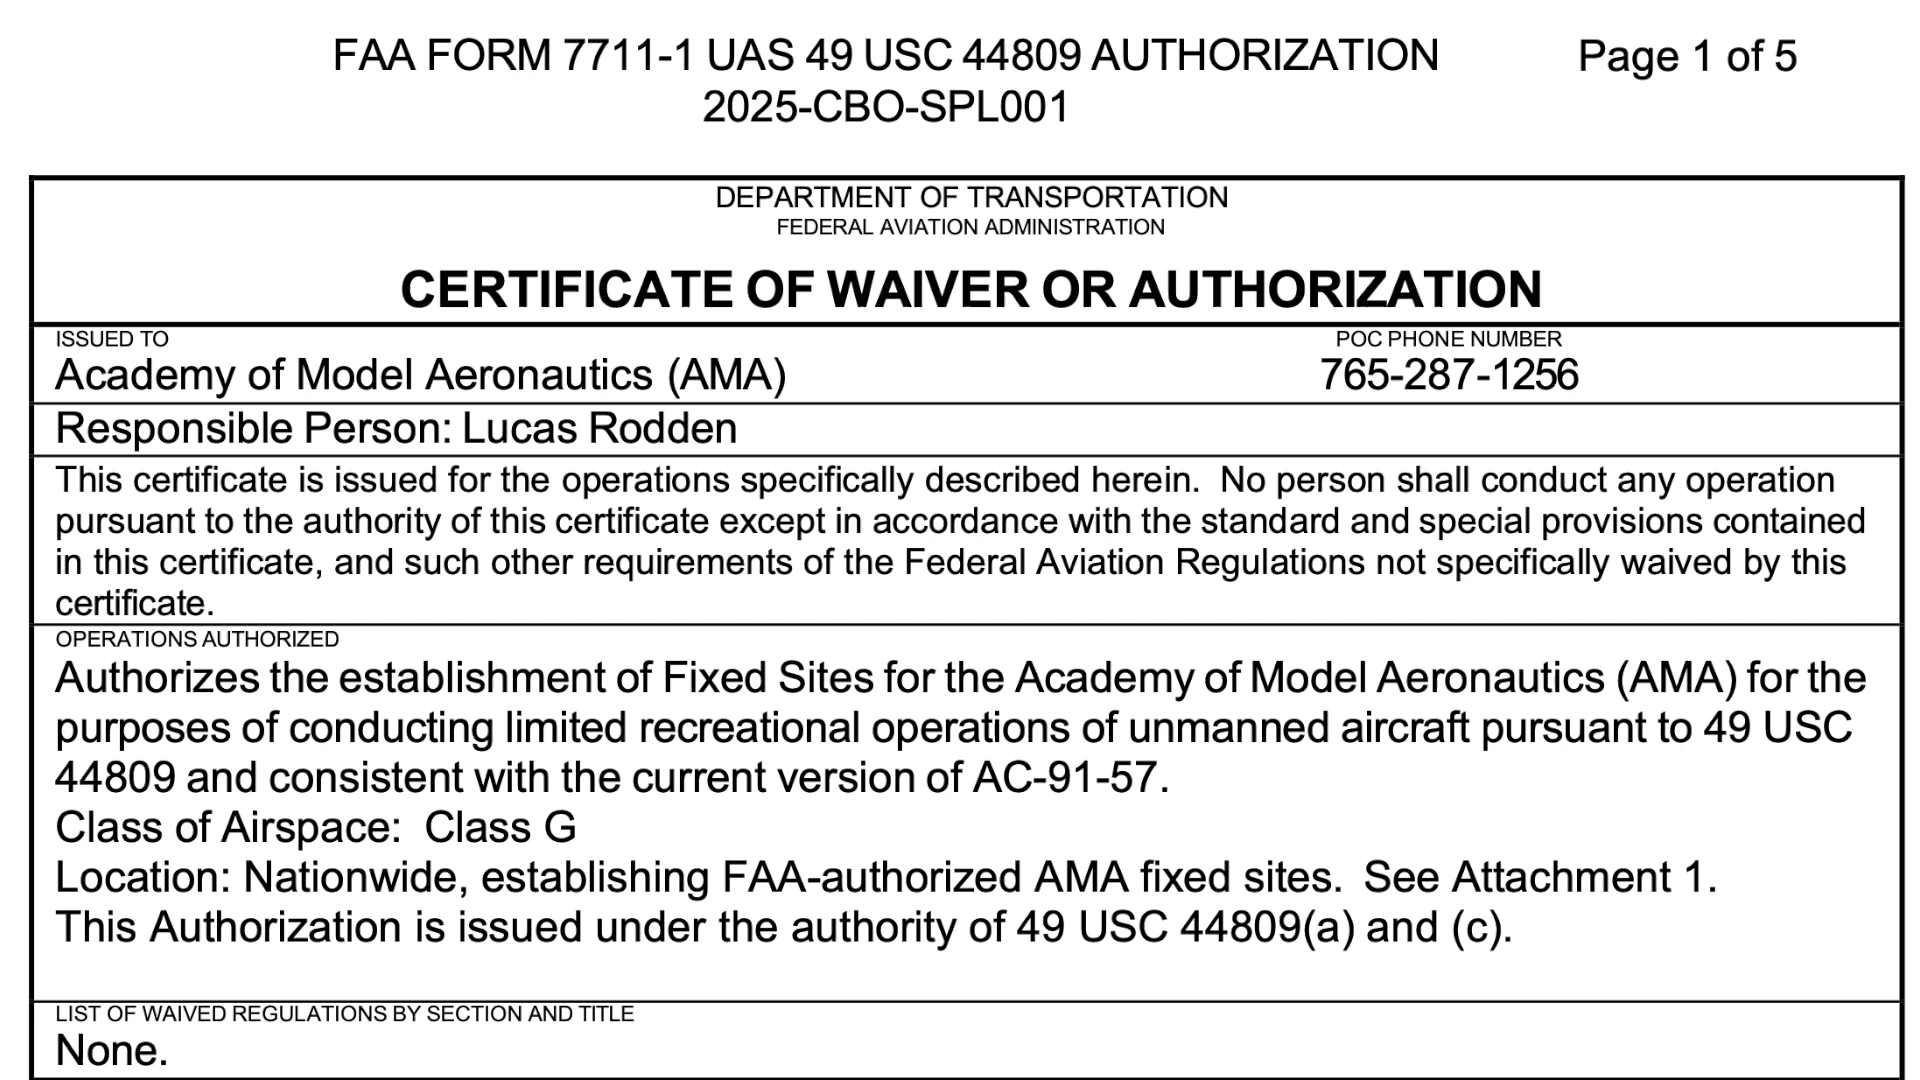 FAA FORM 7711-1 UAS 49 USC 44809 AUTHORIZATION Page 1 of 5
2025-CBO-SPL001
DEPARTMENT OF TRANSPORTATION
FEDERAL AVIATION ADMINISTRATION
CERTIFICATE OF WAIVER OR AUTHORIZATION
ISSUED TO POC PHONE NUMBER
Academy of Model Aeronautics (AMA) 765-287-1256
Responsible Person: Lucas Rodden
This certificate is issued for the operations specifically described herein.  No person shall conduct any operation
pursuant to the authority of this certificate except in accordance with the standard and special provisions contained
in this certificate, and such other requirements of the Federal Aviation Regulations not specifically waived by this
certificate.
OPERATIONS AUTHORIZED
Authorizes the establishment of Fixed Sites for the Academy of Model Aeronautics (AMA) for the
purposes of conducting limited recreational operations of unmanned aircraft pursuant to 49 USC
44809 and consistent with the current version of AC-91-57.
Class of Airspace:  Class G
Location: Nationwide, establishing FAA-authorized AMA fixed sites.  See Attachment 1.
This Authorization is issued under the authority of 49 USC 44809(a) and (c).
LIST OF WAIVED REGULATIONS BY SECTION AND TITLE
None.